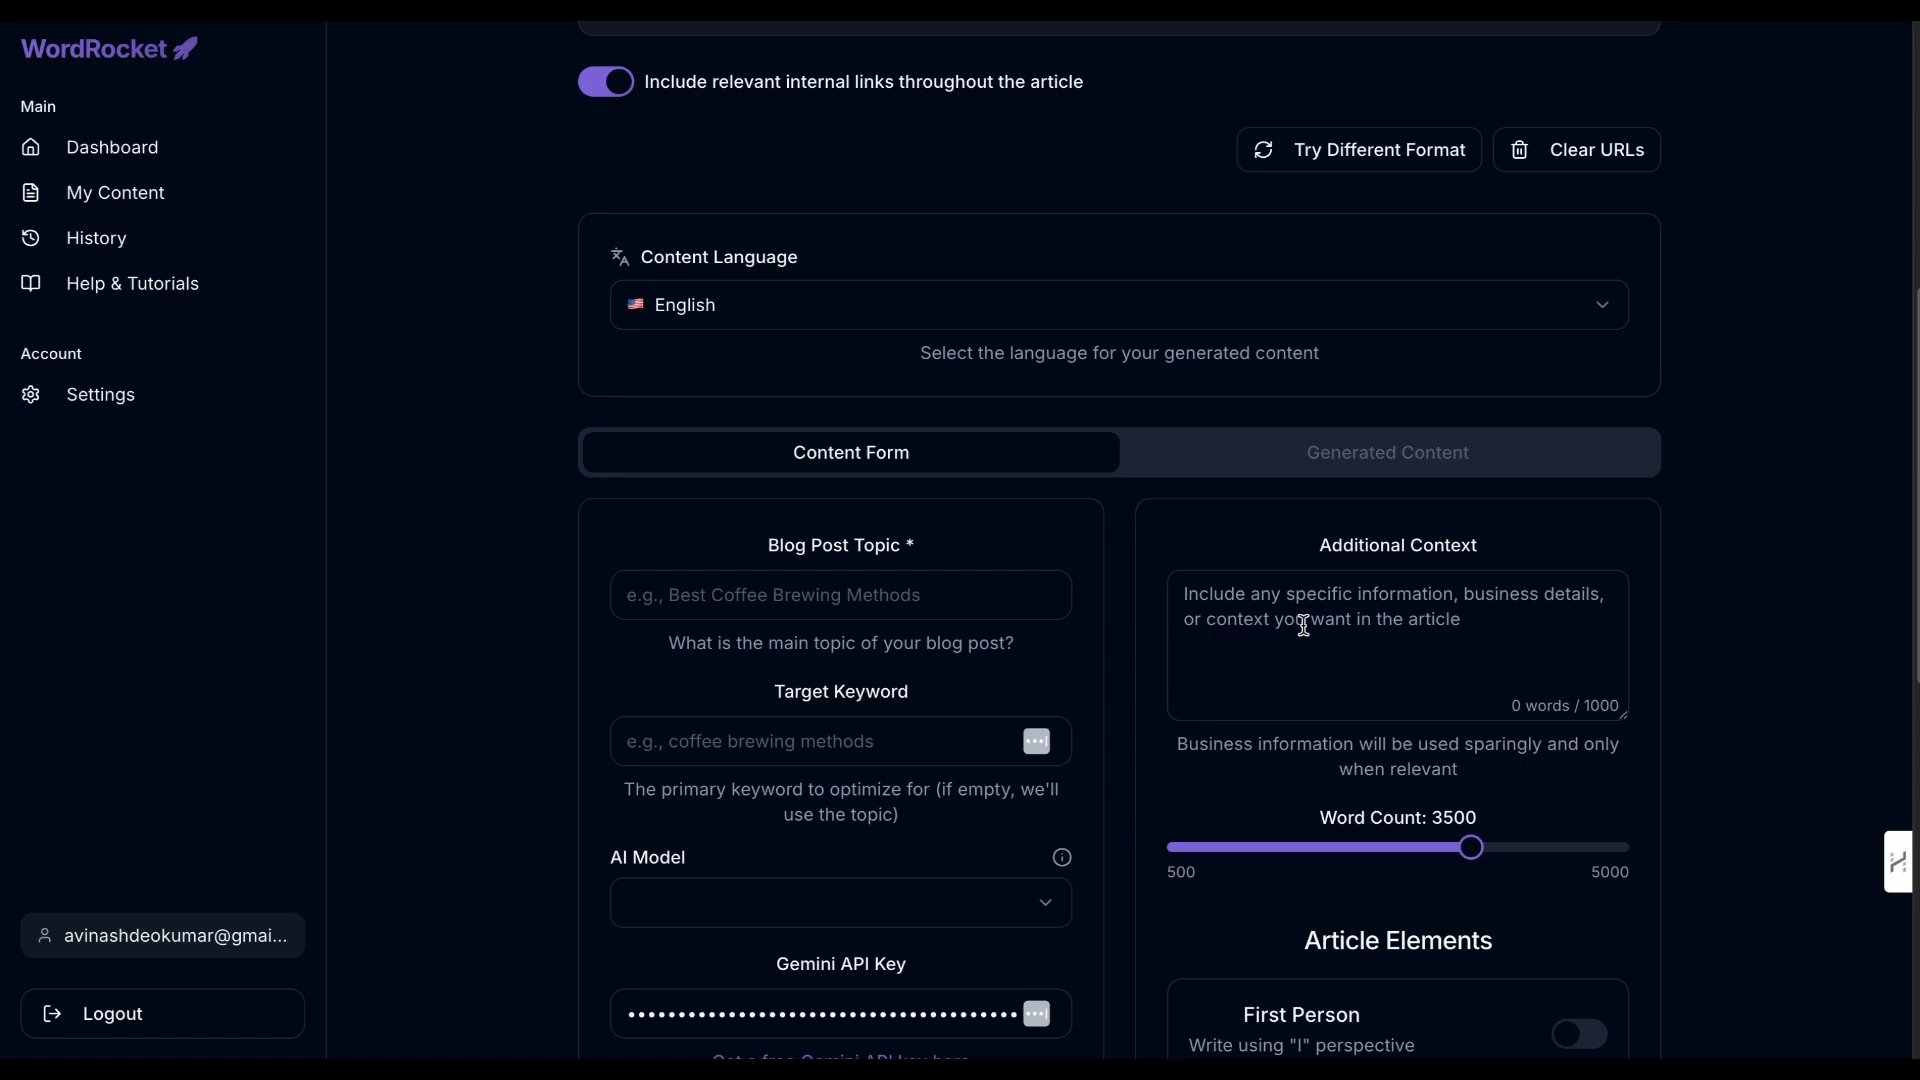 WordRocket
Main
Dashboard
My Content
History
Help & Tutorials
Account
Settings
avinashdeokumar@gmai...
Logout
Include relevant internal links throughout the article
Try Different Format
Clear URLs
Content Language
English
Select the language for your generated content
Content Form
Generated Content
Blog Post Topic *
e.g., Best Coffee Brewing Methods
What is the main topic of your blog post?
Target Keyword
e.g., coffee brewing methods
The primary keyword to optimize for (if empty, we'll
use the topic)
AI Model
Gemini API Key
Get a free Gemini API key here
Additional Context
Include any specific information, business details,
or context you want in the article
0 words / 1000
Business information will be used sparingly and only
when relevant
Word Count: 3500
500
5000
Article Elements
First Person
Write using "I" perspective